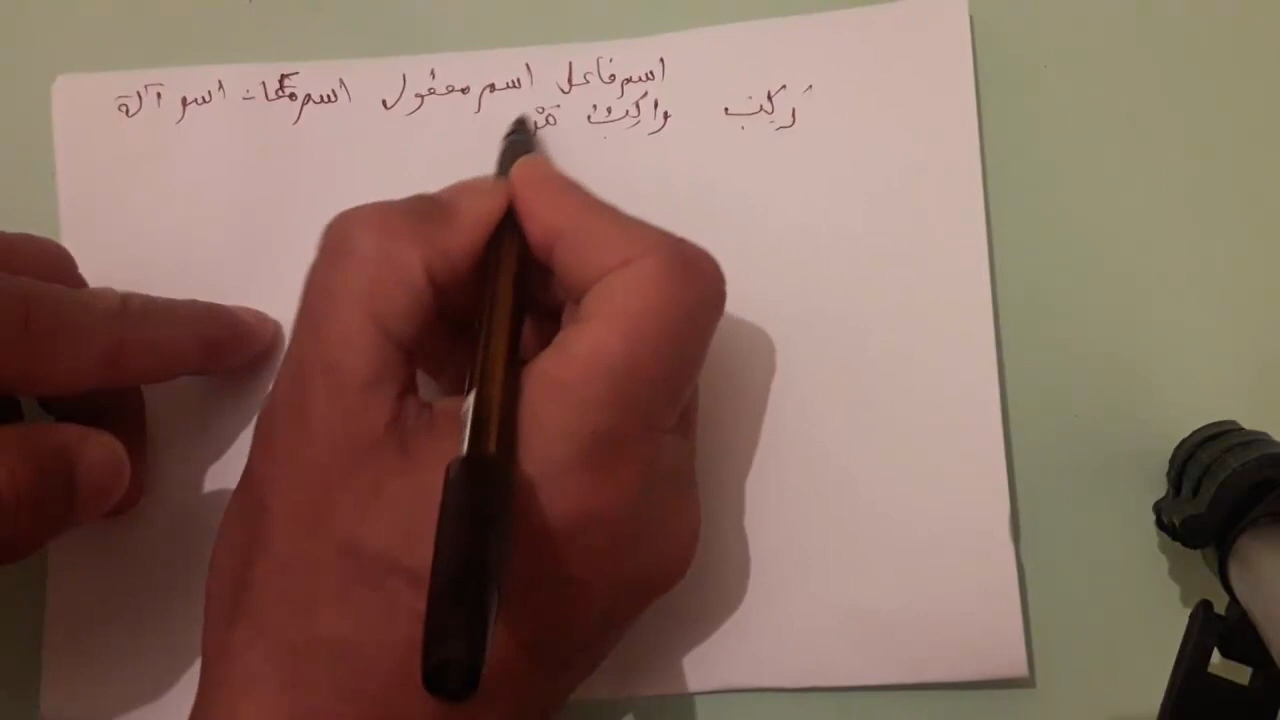 اسم فاعل اسم مفعول اسم مكان اسم آلة
رَكِبَ راكِبٌ مَرْ